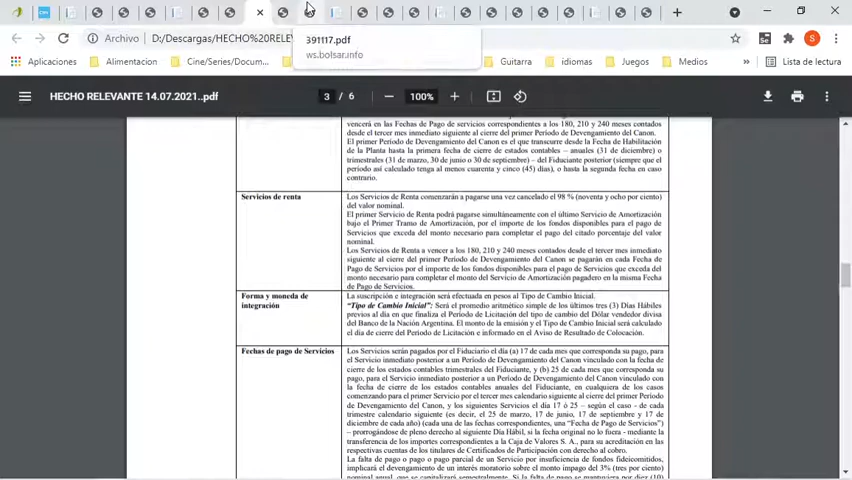 Archivo
D:/Descargas/HECHO%20RELEV
S
391117.pdf
ws.bolsar.info
Aplicaciones
Alimentacion
Cine/Series/Docum...
Guitarra
idiomas
Juegos
Medios
»
Lista de lectura
HECHO RELEVANTE 14.07.2021..pdf
3 / 6
100%
vencerá en las Fechas de Pago de servicios correspondientes a los 180, 210 y 240 meses contados
desde el tercer mes inmediato siguiente al cierre del primer Período de Devengamiento del Canon.
El primer Período de Devengamiento del Canon es el que transcurre desde la Fecha de Habilitación
de la Planta hasta la primera fecha de cierre de estados contables – anuales (31 de diciembre) o
trimestrales (31 de marzo, 30 de junio o 30 de septiembre) – del Fiduciante posterior (siempre que el
período así calculado tenga al menos cuarenta y cinco (45) días), o hasta la segunda fecha en caso
contrario.
Servicios de renta
Los Servicios de Renta comenzarán a pagarse una vez cancelado el 98 % (noventa y ocho por ciento)
del valor nominal.
El primer Servicio de Renta podrá pagarse simultáneamente con el último Servicio de Amortización
bajo el Primer Tramo de Amortización, por el importe de los fondos disponibles para el pago de
Servicios que exceda del monto necesario para completar el pago del citado porcentaje del valor
nominal.
Los Servicios de Renta a vencer a los 180, 210 y 240 meses contados desde el tercer mes inmediato
siguiente al cierre del primer Período de Devengamiento del Canon se pagarán en cada Fecha de
Pago de Servicios por el importe de los fondos disponibles para el pago de Servicios que exceda del
monto necesario para completar el monto del Servicio de Amortización pagadero en la misma Fecha
de Pago de Servicios.
Forma y moneda de
integración
La suscripción e integración será efectuada en pesos al Tipo de Cambio Inicial.
"Tipo de Cambio Inicial": Será el promedio aritmético simple de los últimos tres (3) Días Hábiles
previos al día en que finaliza el Período de Licitación del tipo de cambio del Dólar vendedor divisa
del Banco de la Nación Argentina. El monto de la emisión y el Tipo de Cambio Inicial será calculado
el día de cierre del Período de Licitación e informado en el Aviso de Resultado de Colocación.
Fechas de pago de Servicios
Los Servicios serán pagados por el Fiduciario el día (a) 17 de cada mes que corresponda su pago, para
el Servicio inmediato posterior a un Período de Devengamiento del Canon vinculado con la fecha de
cierre de los estados contables trimestrales del Fiduciante, y (b) 25 de cada mes que corresponda su
pago, para el Servicio inmediato posterior a un Período de Devengamiento del Canon vinculado con
la fecha de cierre de los estados contables anuales del Fiduciante, en cualquiera de los casos
comenzando para el primer Servicio por el tercer mes calendario siguiente al cierre del primer Período
de Devengamiento del Canon, y los siguientes Servicios el día 17 ó 25 – según el caso - de cada
trimestre calendario siguiente (es decir, el 25 de marzo, 17 de junio, 17 de septiembre y 17 de
diciembre de cada año) (cada una de las fechas correspondientes, una "Fecha de Pago de Servicios")
– prorrogándose de pleno derecho al siguiente Día Hábil, si la fecha original no lo fuera - mediante la
transferencia de los importes correspondientes a la Caja de Valores S. A., para su acreditación en las
respectivas cuentas de los titulares de Certificados de Participación con derecho al cobro.
La falta de pago o pago parcial de un Servicio por insuficiencia de fondos fideicomitidos,
implicará el devengamiento de un interés moratorio sobre el monto impago del 3% (tres por ciento)
nominal anual, que se capitalizará semestralmente. Si la falta de pago se mantuviera por diez (10)